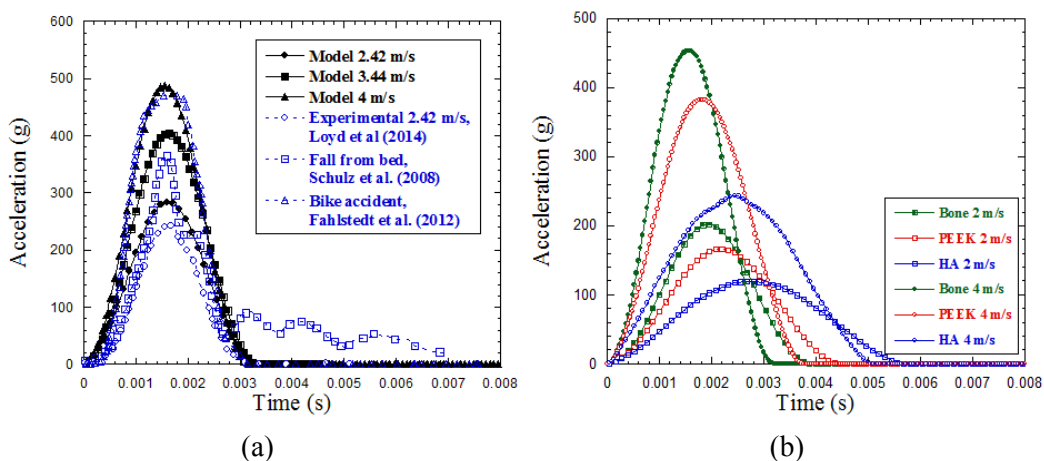 600
500
400
300
200
100
0
Acceleration (g)
0
0.001
0.002
0.003
0.004
0.005
0.006
0.007
0.008
Time (s)
Model 2.42 m/s
Model 3.44 m/s
Model 4 m/s
Experimental 2.42 m/s,
Loyd et al (2014)
Fall from bed,
Schulz et al. (2008)
Bike accident,
Fahlstedt et al. (2012)
(a)
500
400
300
200
100
0
Acceleration (g)
0
0.001
0.002
0.003
0.004
0.005
0.006
0.007
0.008
Time (s)
Bone 2 m/s
PEEK 2 m/s
HA 2 m/s
Bone 4 m/s
PEEK 4 m/s
HA 4 m/s
(b)